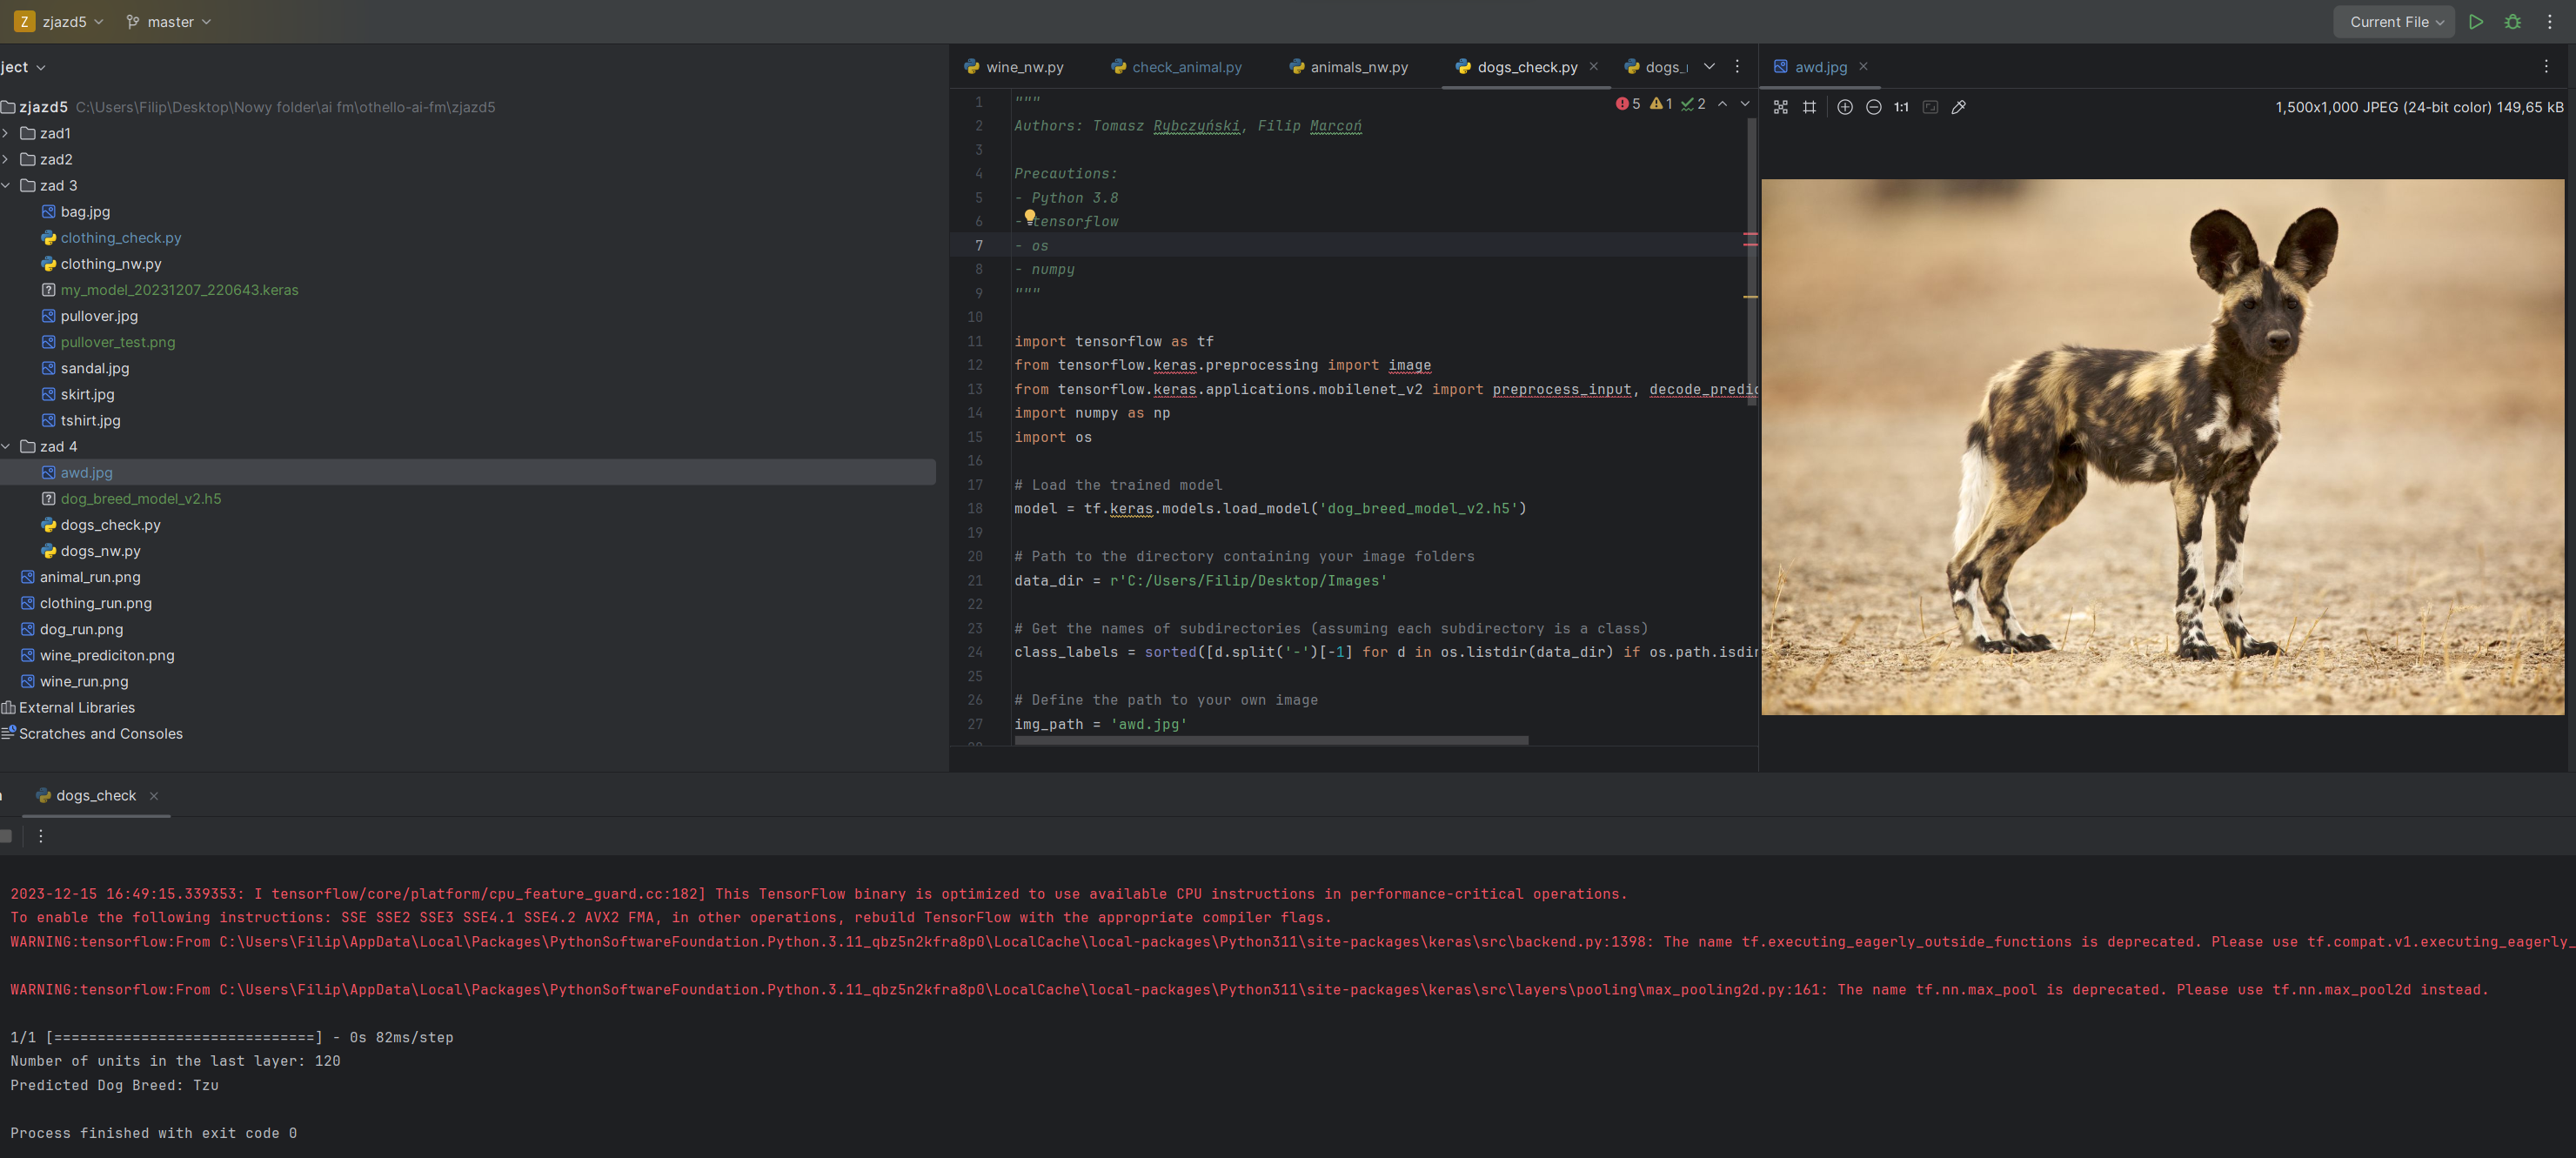 Z zjazd5 master Current File
ject
zjazd5 C:\Users\Filip\Desktop\Nowy folder\ai fm\othello-ai-fm\zjazd5
zad1
zad2
zad 3
bag.jpg
clothing_check.py
clothing_nw.py
my_model_20231207_220643.keras
pullover.jpg
pullover_test.png
sandal.jpg
skirt.jpg
tshirt.jpg
zad 4
awd.jpg
dog_breed_model_v2.h5
dogs_check.py
dogs_nw.py
animal_run.png
clothing_run.png
dog_run.png
wine_prediciton.png
wine_run.png
External Libraries
Scratches and Consoles
wine_nw.py check_animal.py animals_nw.py dogs_check.py dogs_
5 1 2
1 """
2 Authors: Tomasz Rybczyński, Filip Marcoń
3
4 Precautions:
5 - Python 3.8
6 - tensorflow
7 - os
8 - numpy
9 """
10
11 import tensorflow as tf
12 from tensorflow.keras.preprocessing import image
13 from tensorflow.keras.applications.mobilenet_v2 import preprocess_input, decode_predic
14 import numpy as np
15 import os
16
17 # Load the trained model
18 model = tf.keras.models.load_model('dog_breed_model_v2.h5')
19
20 # Path to the directory containing your image folders
21 data_dir = r'C:/Users/Filip/Desktop/Images'
22
23 # Get the names of subdirectories (assuming each subdirectory is a class)
24 class_labels = sorted([d.split('-')[-1] for d in os.listdir(data_dir) if os.path.isdir
25
26 # Define the path to your own image
27 img_path = 'awd.jpg'
awd.jpg
1:1 1,500x1,000 JPEG (24-bit color) 149,65 kB
dogs_check
2023-12-15 16:49:15.339353: I tensorflow/core/platform/cpu_feature_guard.cc:182] This TensorFlow binary is optimized to use available CPU instructions in performance-critical operations.
To enable the following instructions: SSE SSE2 SSE3 SSE4.1 SSE4.2 AVX2 FMA, in other operations, rebuild TensorFlow with the appropriate compiler flags.
WARNING:tensorflow:From C:\Users\Filip\AppData\Local\Packages\PythonSoftwareFoundation.Python.3.11_qbz5n2kfra8p0\LocalCache\local-packages\Python311\site-packages\keras\src\backend.py:1398: The name tf.executing_eagerly_outside_functions is deprecated. Please use tf.compat.v1.executing_eagerly_
WARNING:tensorflow:From C:\Users\Filip\AppData\Local\Packages\PythonSoftwareFoundation.Python.3.11_qbz5n2kfra8p0\LocalCache\local-packages\Python311\site-packages\keras\src\layers\pooling\max_pooling2d.py:161: The name tf.nn.max_pool is deprecated. Please use tf.nn.max_pool2d instead.
1/1 [==============================] - 0s 82ms/step
Number of units in the last layer: 120
Predicted Dog Breed: Tzu
Process finished with exit code 0